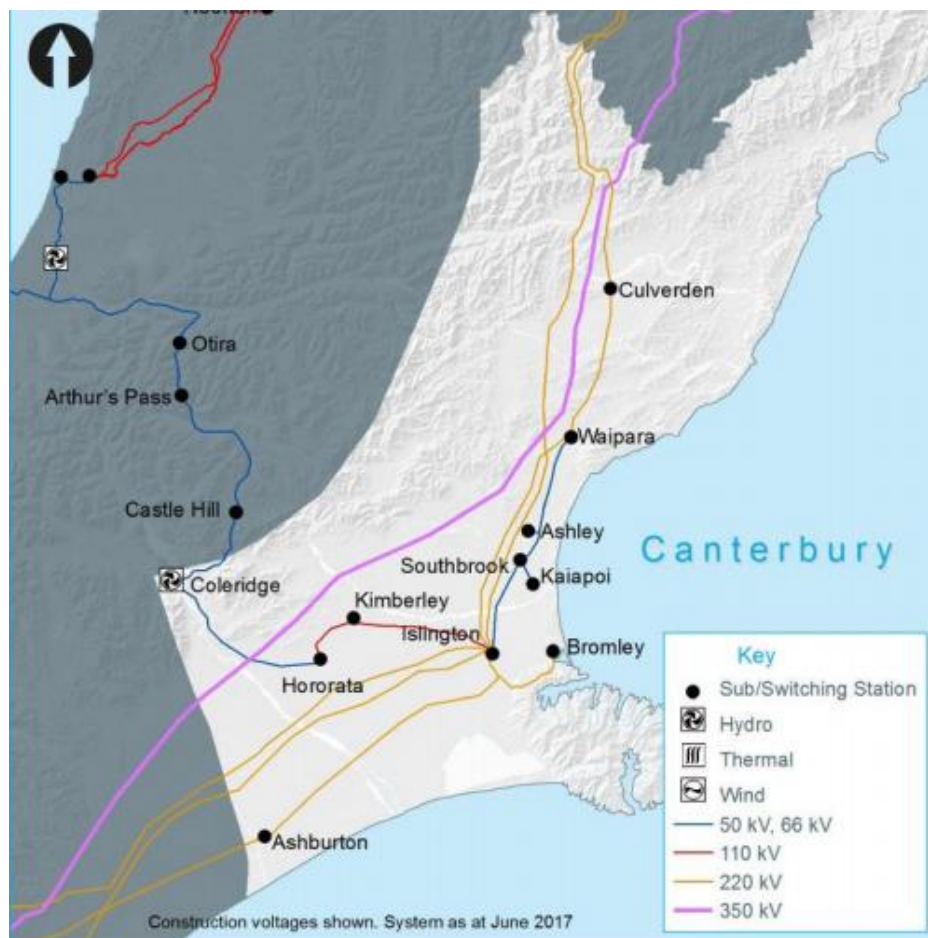 Culverden
Otira
Arthur's Pass
Waipara
Castle Hill
Ashley
Canterbury
Southbrook
Kaiapoi
Coleridge
Kimberley
Islington
Bromley
Hororata
Ashburton
Key
Sub/Switching Station
Hydro
Thermal
Wind
50 kV, 66 kV
110 kV
220 kV
350 kV
Construction voltages shown. System as at June 2017